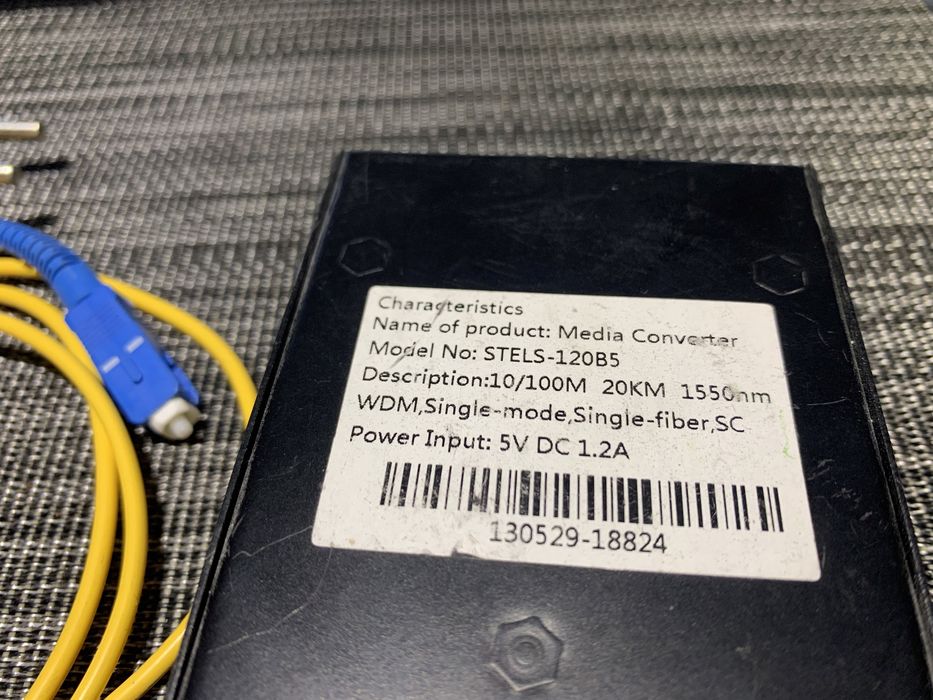 Characteristics
Name of product: Media Converter
Model No: STELS-120B5
Description:10/100M 20KM 1550nm
WDM,Single-mode,Single-fiber,SC
Power Input: 5V DC 1.2A
130529-18824